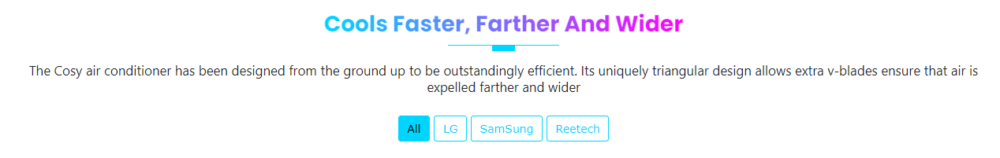 Cools Faster, Farther And Wider
The Cosy air conditioner has been designed from the ground up to be outstandingly efficient. Its uniquely triangular design allows extra v-blades ensure that air is
expelled farther and wider
All LG SamSung Reetech